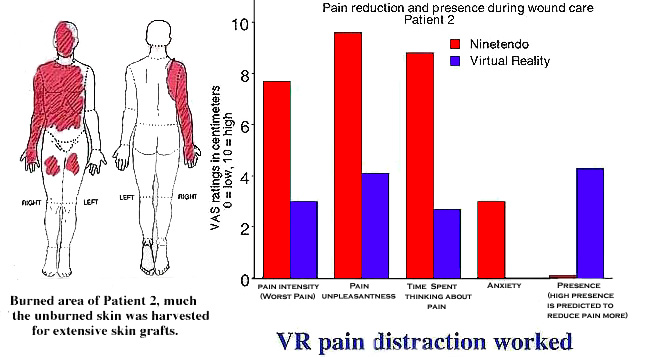 Pain reduction and presence during wound care
Patient 2
Ninetendo
Virtual Reality
VAS ratings in centimeters
0 = low, 10 = high
10
8
6
4
2
0
PAIN INTENSITY
(WORST PAIN)
PAIN
UNPLEASANTNESS
TIME SPENT
THINKING ABOUT
PAIN
ANXIETY
PRESENCE
(HIGH PRESENCE
IS PREDICTED TO
REDUCE PAIN MORE)
RIGHT
LEFT
LEFT
RIGHT
Burned area of Patient 2, much
the unburned skin was harvested
for extensive skin grafts.
VR pain distraction worked